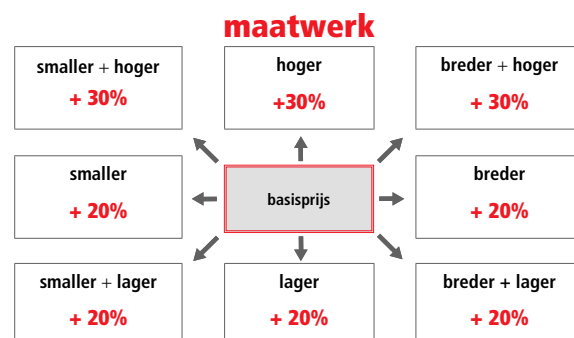 maatwerk
smaller + hoger
+ 30%
hoger
+30%
breder + hoger
+ 30%
smaller
+ 20%
basisprijs
breder
+ 20%
smaller + lager
+ 20%
lager
+ 20%
breder + lager
+ 20%